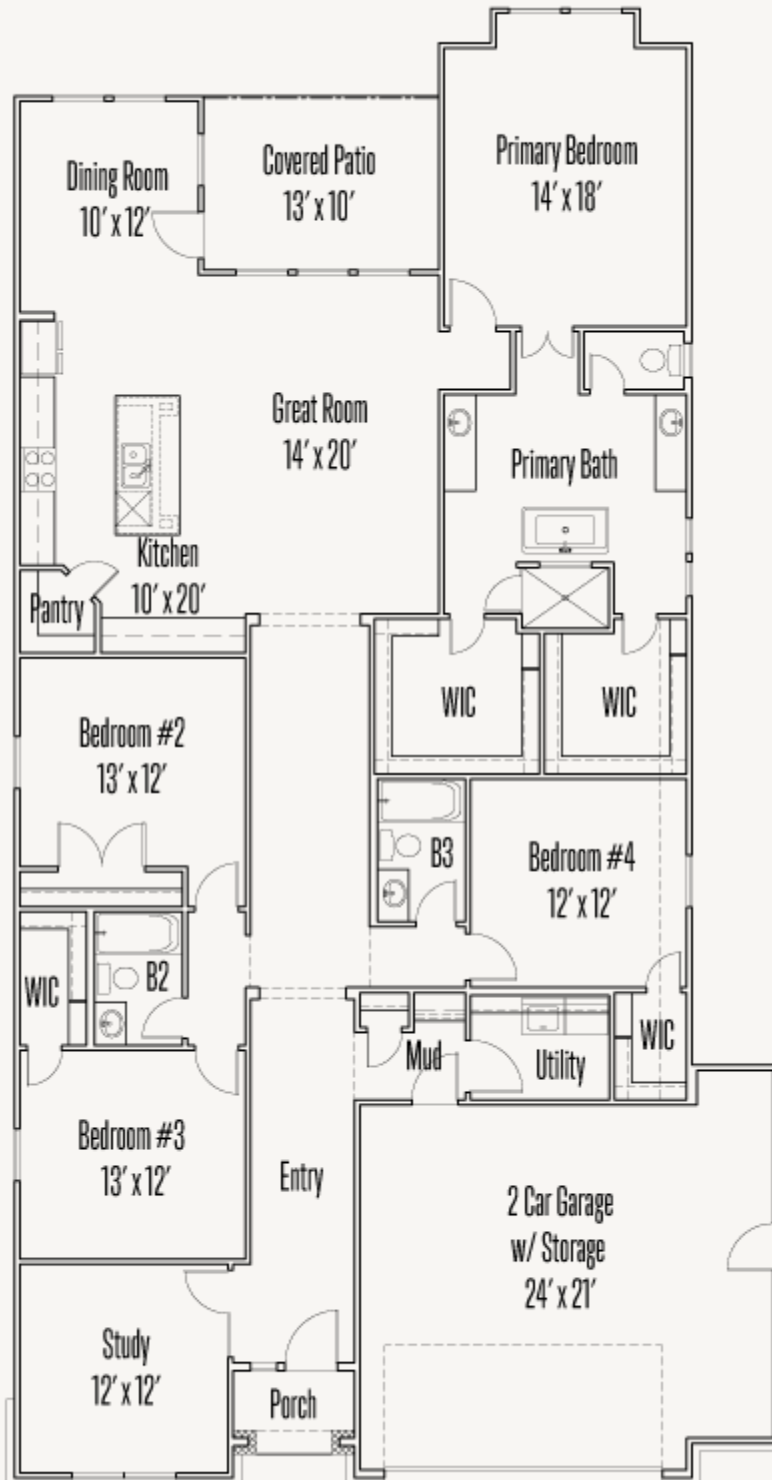 Dining Room
10' x 12'
Covered Patio
13' x 10'
Primary Bedroom
14' x 18'
Great Room
14' x 20'
Primary Bath
Kitchen
10' x 20'
Pantry
WIC
WIC
Bedroom #2
13' x 12'
B3
Bedroom #4
12' x 12'
WIC
B2
Mud
Utility
WIC
Bedroom #3
13' x 12'
Entry
2 Car Garage
w/ Storage
24' x 21'
Study
12' x 12'
Porch